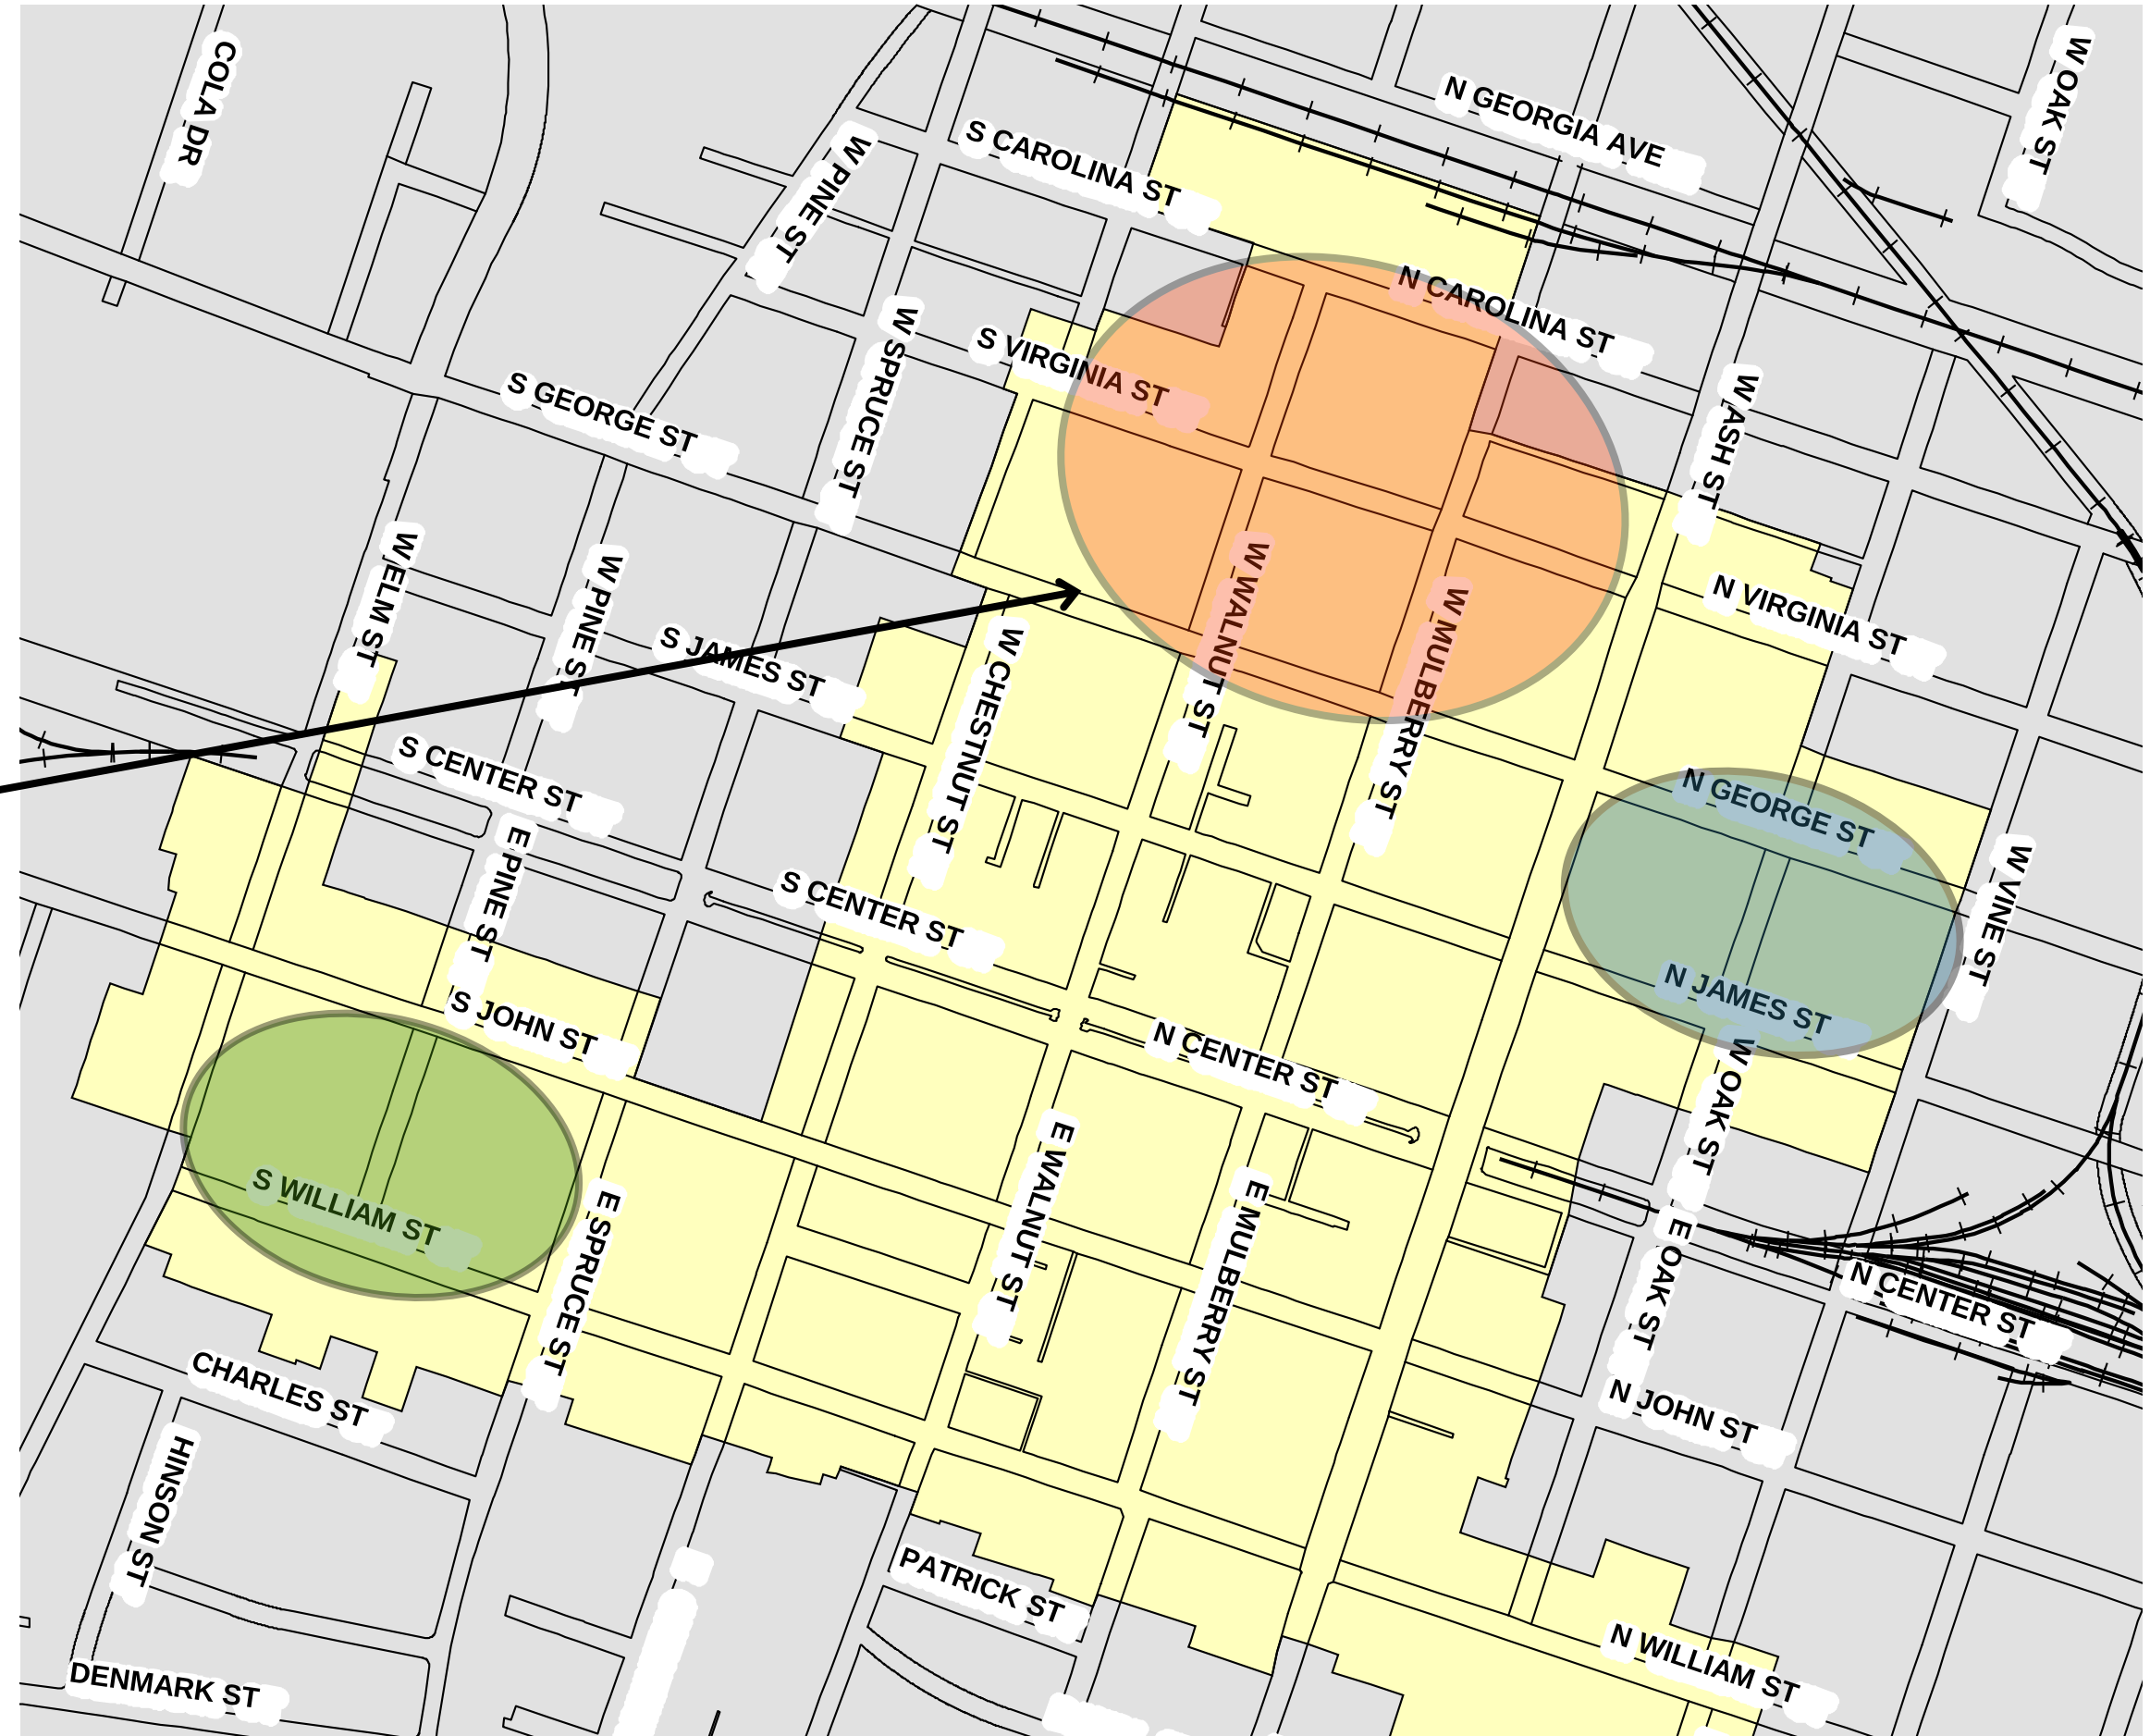 COLA DR
W OAK ST
N GEORGIA AVE
S CAROLINA ST
W PINE ST
N CAROLINA ST
W SPRUCE ST
S VIRGINIA ST
S GEORGE ST
W ASH ST
W ELM ST
W PINE ST
W WALNUT ST
W MULBERRY ST
N VIRGINIA ST
S JAMES ST
W CHESTNUT ST
S CENTER ST
N GEORGE ST
E PINE ST
W VINE ST
S CENTER ST
N JAMES ST
S JOHN ST
N CENTER ST
W OAK ST
S WILLIAM ST
E SPRUCE ST
E WALNUT ST
E MULBERRY ST
E OAK ST
N CENTER ST
CHARLES ST
N JOHN ST
HINSON ST
PATRICK ST
N WILLIAM ST
DENMARK ST